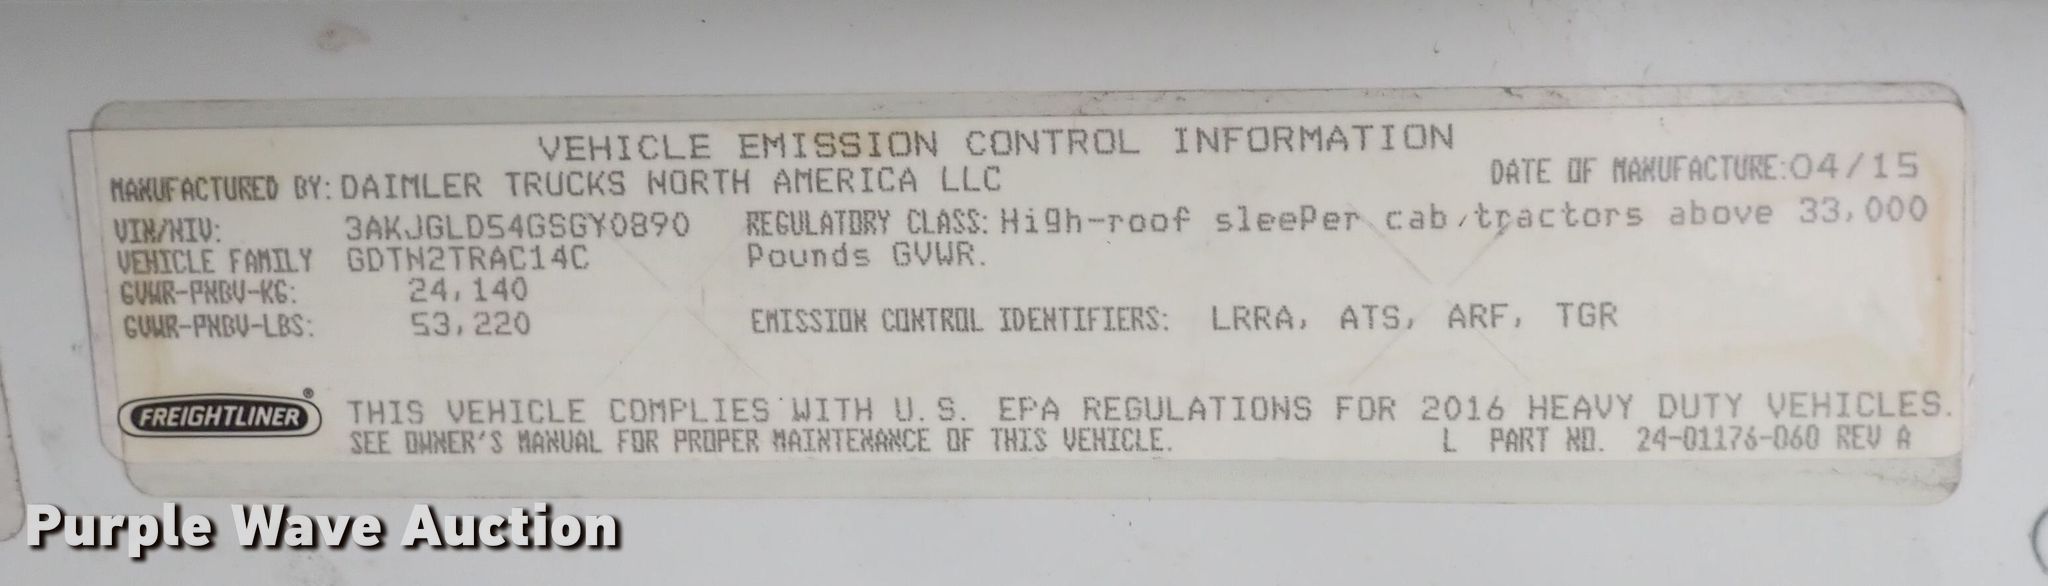 VEHICLE EMISSION CONTROL INFORMATION
MANUFACTURED BY: DAIMLER TRUCKS NORTH AMERICA LLC DATE OF MANUFACTURE: 04/15
VIN/NIV: 3AKJGLD54GSGY0890 REGULATORY CLASS: High-roof sleeper cab tractors above 33,000
VEHICLE FAMILY GDTN2TRAC14C Pounds GVWR.
GVWR-PNBV-KG: 24,140
GVWR-PNBV-LBS: 53,220 EMISSION CONTROL IDENTIFIERS: LRRA, ATS, ARF, TGR
FREIGHTLINER® THIS VEHICLE COMPLIES WITH U.S. EPA REGULATIONS FOR 2016 HEAVY DUTY VEHICLES.
SEE OWNER'S MANUAL FOR PROPER MAINTENANCE OF THIS VEHICLE. L PART NO. 24-01176-060 REV A
Purple Wave Auction